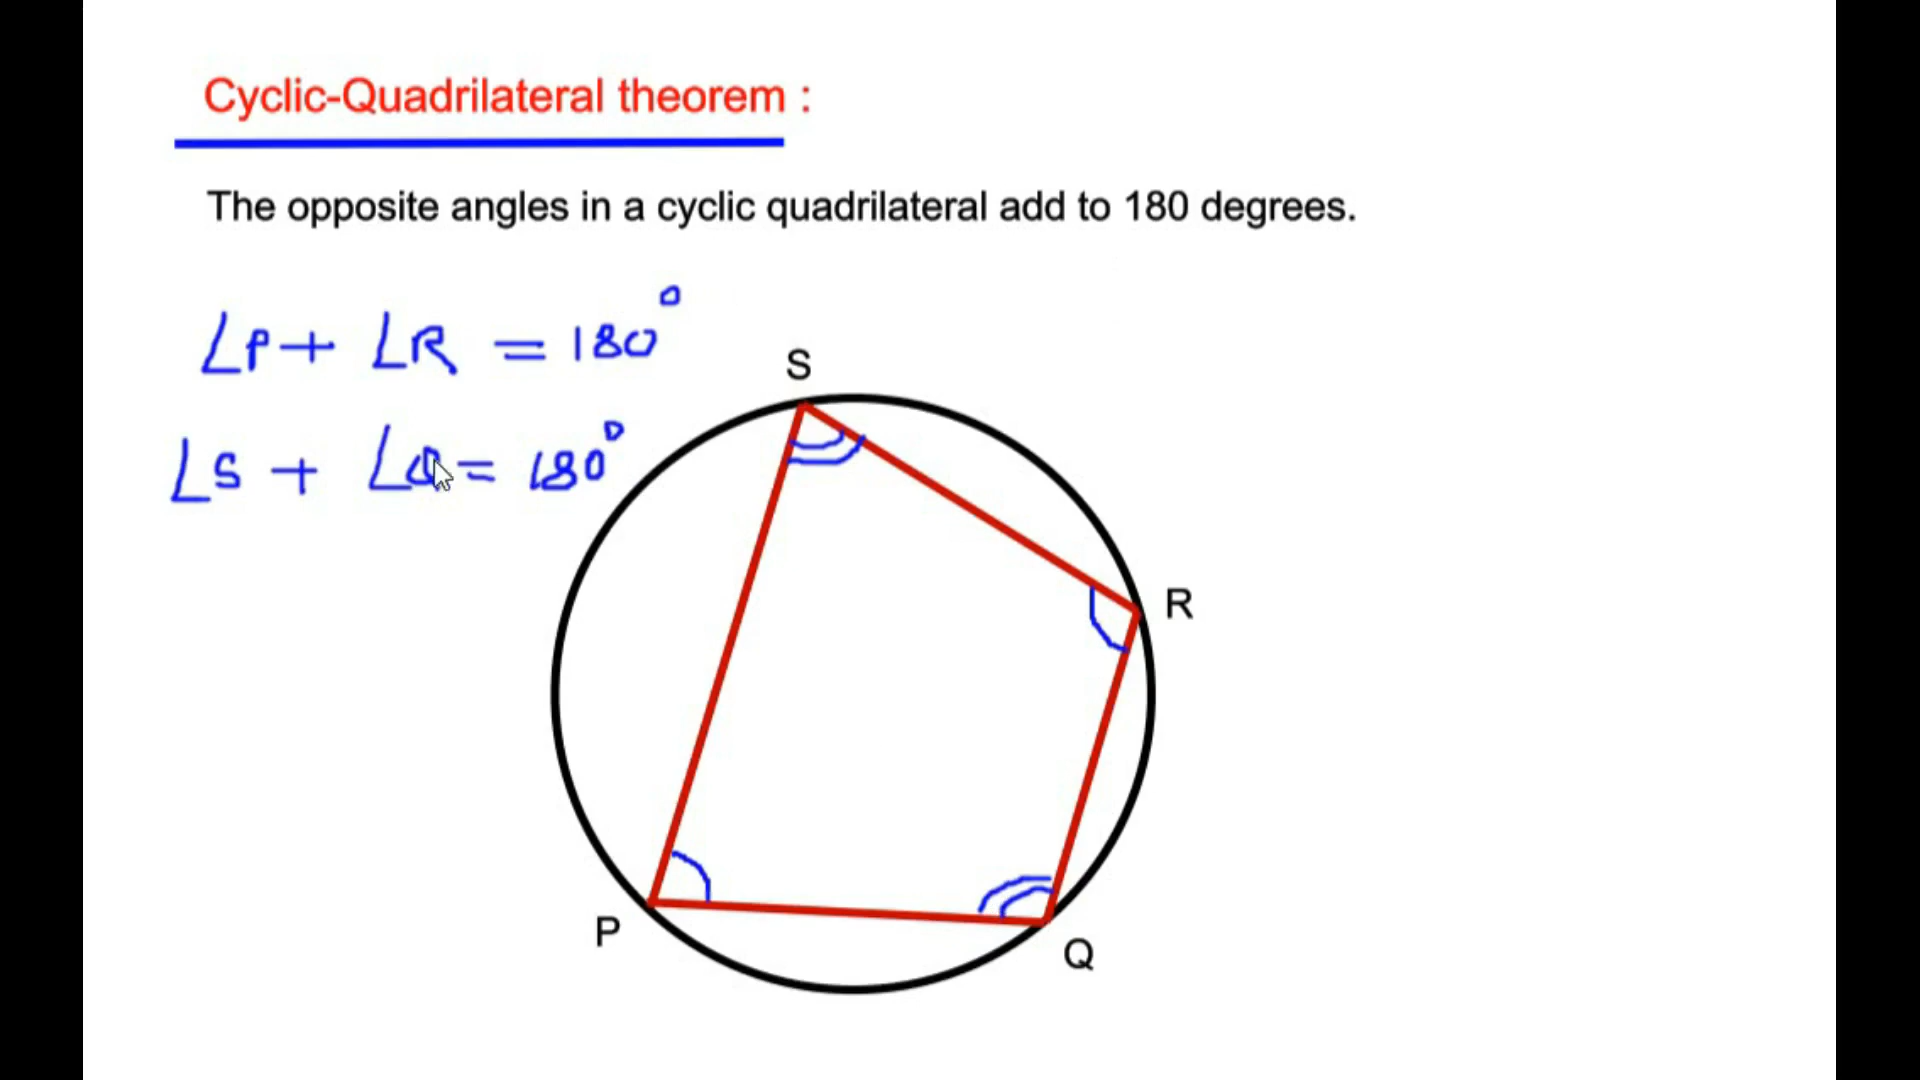 Cyclic-Quadrilateral theorem :
The opposite angles in a cyclic quadrilateral add to 180 degrees.
∠P + ∠R = 180°
∠S + ∠Q = 180°
S
R
P
Q